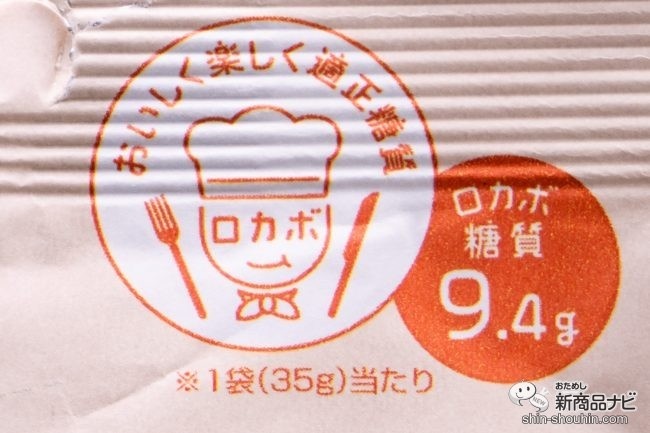 おいしく楽しく適正糖質
ロカボ
ロカボ
糖質
9.4g
※1袋(35g)当たり
おためし
新商品ナビ
shin-shouhin.com